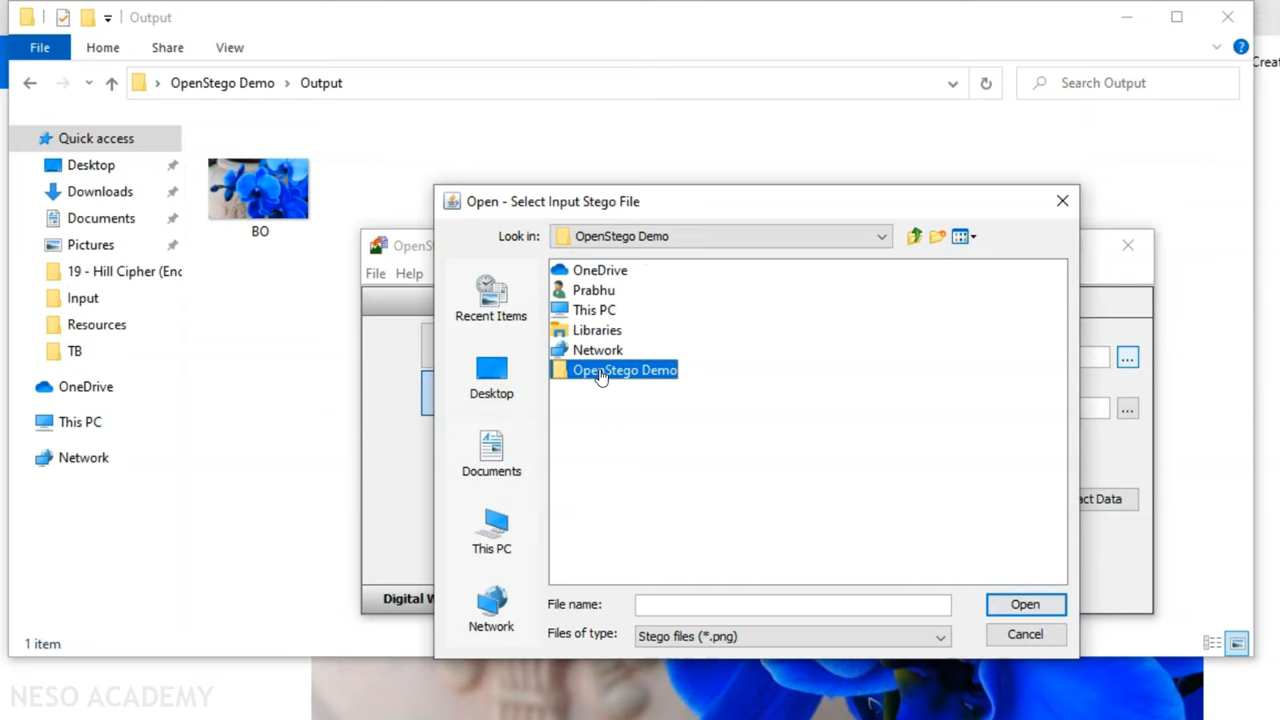 Output
File Home Share View
Creat
OpenStego Demo > Output
Search Output
Quick access
Desktop
Downloads
Documents
Pictures
19 - Hill Cipher (Enc
Input
Resources
TB
OneDrive
This PC
Network
BO
1 item
OpenSt
File Help
Digital W
act Data
Open - Select Input Stego File
Look in: OpenStego Demo
Recent Items
Desktop
Documents
This PC
Network
OneDrive
Prabhu
This PC
Libraries
Network
OpenStego Demo
File name:
Open
Files of type: Stego files (*.png)
Cancel
NESO ACADEMY